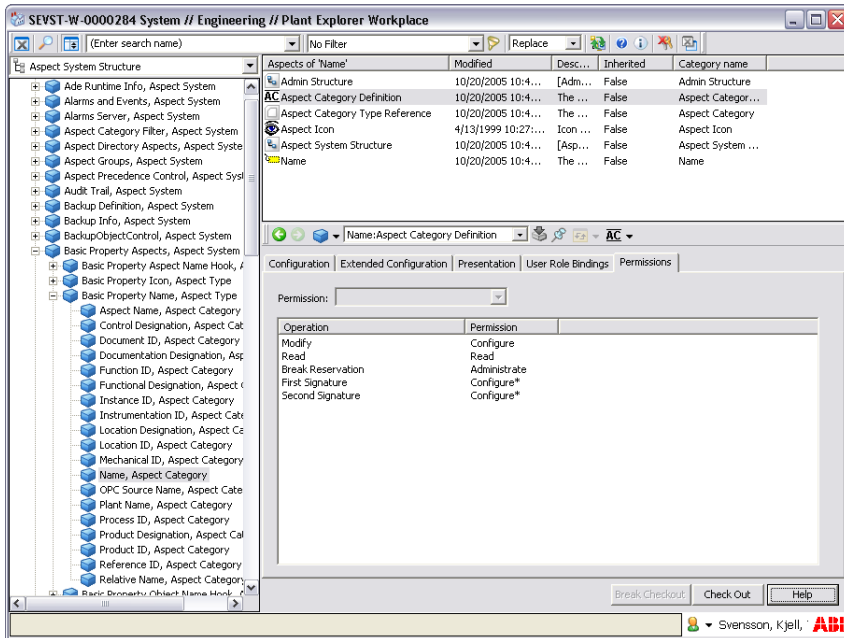 SEVST-W-0000284 System // Engineering // Plant Explorer Workplace
(Enter search name) No Filter Replace
Aspect System Structure
Ade Runtime Info, Aspect System
Alarms and Events, Aspect System
Alarms Server, Aspect System
Aspect Category Filter, Aspect System
Aspect Directory Aspects, Aspect Syste
Aspect Groups, Aspect System
Aspect Precedence Control, Aspect Syst
Audit Trail, Aspect System
Backup Definition, Aspect System
Backup Info, Aspect System
BackupObjectControl, Aspect System
Basic Property Aspects, Aspect System
Basic Property Aspect Name Hook, A
Basic Property Icon, Aspect Type
Basic Property Name, Aspect Type
Aspect Name, Aspect Category
Control Designation, Aspect Cat
Document ID, Aspect Category
Documentation Designation, Asp
Function ID, Aspect Category
Functional Designation, Aspect C
Instance ID, Aspect Category
Instrumentation ID, Aspect Cate
Location Designation, Aspect Ca
Location ID, Aspect Category
Mechanical ID, Aspect Category
Name, Aspect Category
OPC Source Name, Aspect Cate
Plant Name, Aspect Category
Process ID, Aspect Category
Product Designation, Aspect Cat
Product ID, Aspect Category
Reference ID, Aspect Category
Relative Name, Aspect Category
Basic Property Object Name Hook,
Aspects of 'Name' Modified Desc... Inherited Category name
Admin Structure 10/20/2005 10:4... [Adm... False Admin Structure
AC Aspect Category Definition 10/20/2005 10:4... The ... False Aspect Categor...
Aspect Category Type Reference 10/20/2005 10:4... The ... False Aspect Category
Aspect Icon 4/13/1999 10:27:... Icon ... False Aspect Icon
Aspect System Structure 10/20/2005 10:4... [Asp... False Aspect System ...
Name 10/20/2005 10:4... The ... False Name
Name:Aspect Category Definition AC
Configuration Extended Configuration Presentation User Role Bindings Permissions
Permission:
Operation Permission
Modify Configure
Read Read
Break Reservation Administrate
First Signature Configure*
Second Signature Configure*
Break Checkout Check Out Help
Svensson, Kjell, ABB